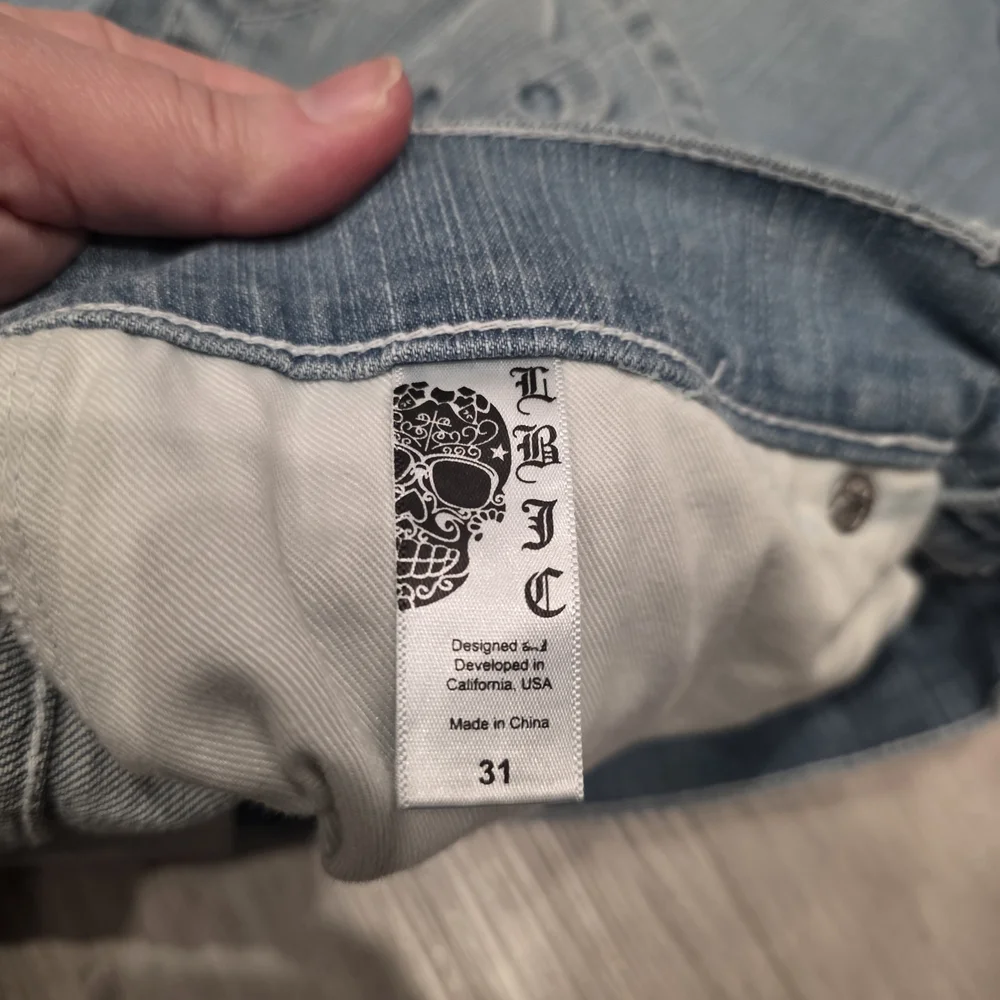 L
B
J
C
Designed and
Developed in
California, USA
Made in China
31